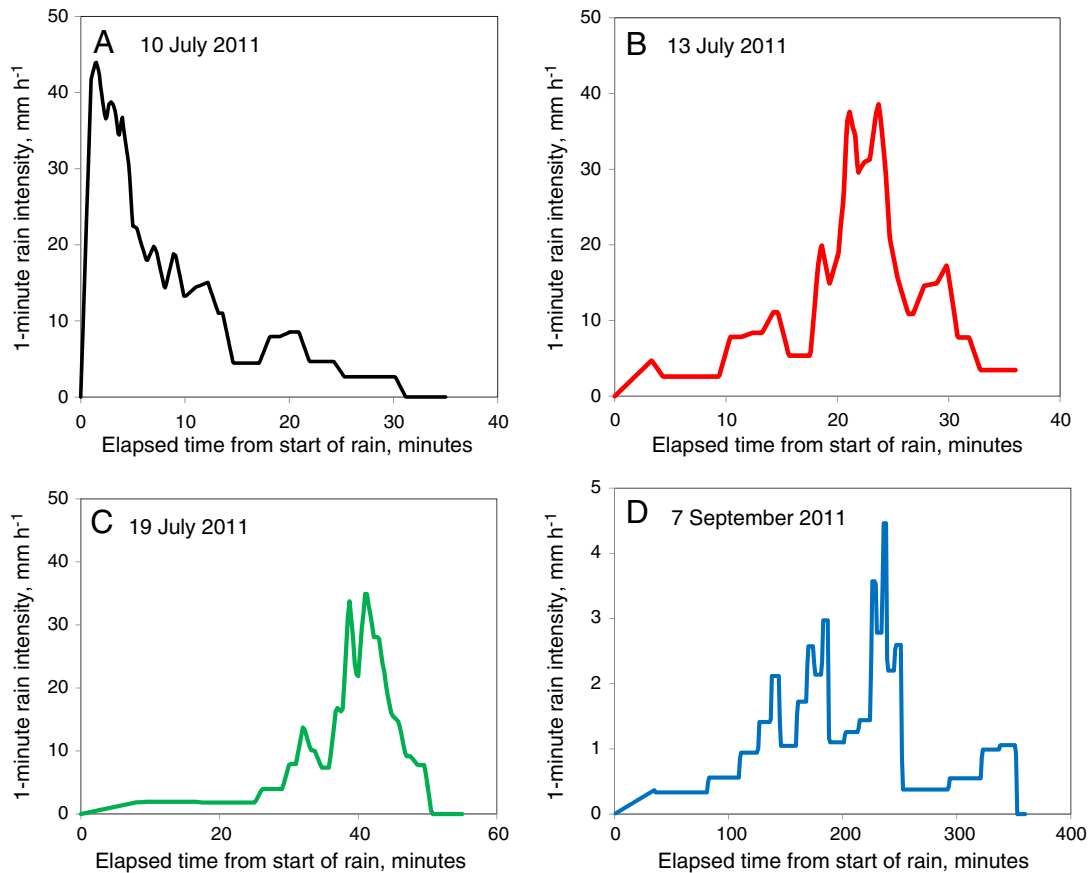 A 10 July 2011
1-minute rain intensity, mm h-1
50
40
30
20
10
0
0 10 20 30 40
Elapsed time from start of rain, minutes
B 13 July 2011
1-minute rain intensity, mm h-1
50
40
30
20
10
0
0 10 20 30 40
Elapsed time from start of rain, minutes
C 19 July 2011
1-minute rain intensity, mm h-1
50
40
30
20
10
0
0 20 40 60
Elapsed time from start of rain, minutes
D 7 September 2011
1-minute rain intensity, mm h-1
5
4
3
2
1
0
0 100 200 300 400
Elapsed time from start of rain, minutes